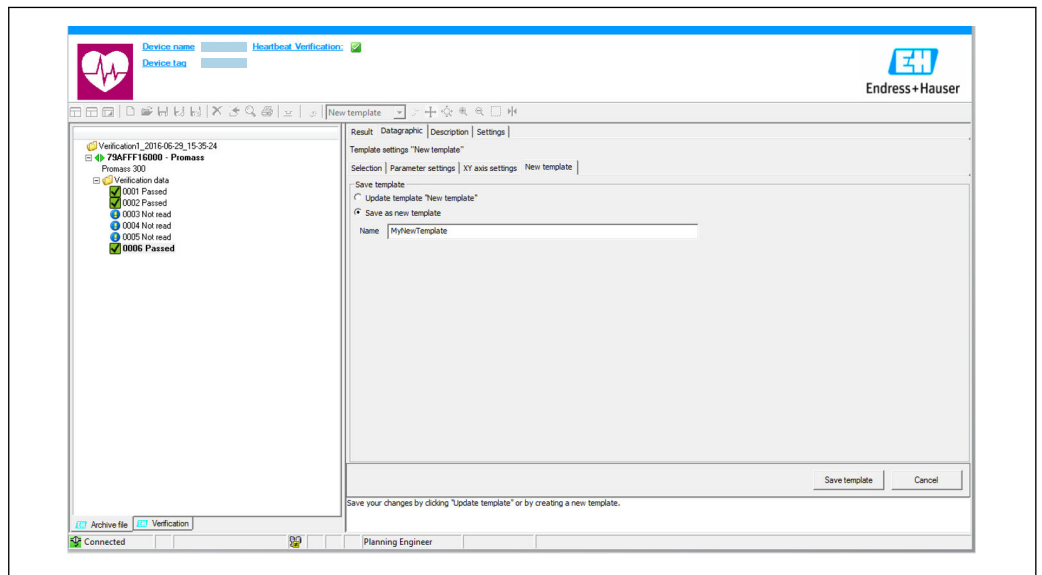 Device name Heartbeat Verification:
Device tag
EH
Endress+Hauser
New template
Result Datagraphic Description Settings
Verification1_2016-06-29_15-35-24
79AFFF16000 - Promass
Promass 300
Verification data
0001 Passed
0002 Passed
0003 Not read
0004 Not read
0005 Not read
0006 Passed
Template settings "New template"
Selection Parameter settings XY axis settings New template
Save template
Update template "New template"
Save as new template
Name MyNewTemplate
Save template Cancel
Save your changes by clicking "Update template" or by creating a new template.
Archive file Verification
Connected Planning Engineer